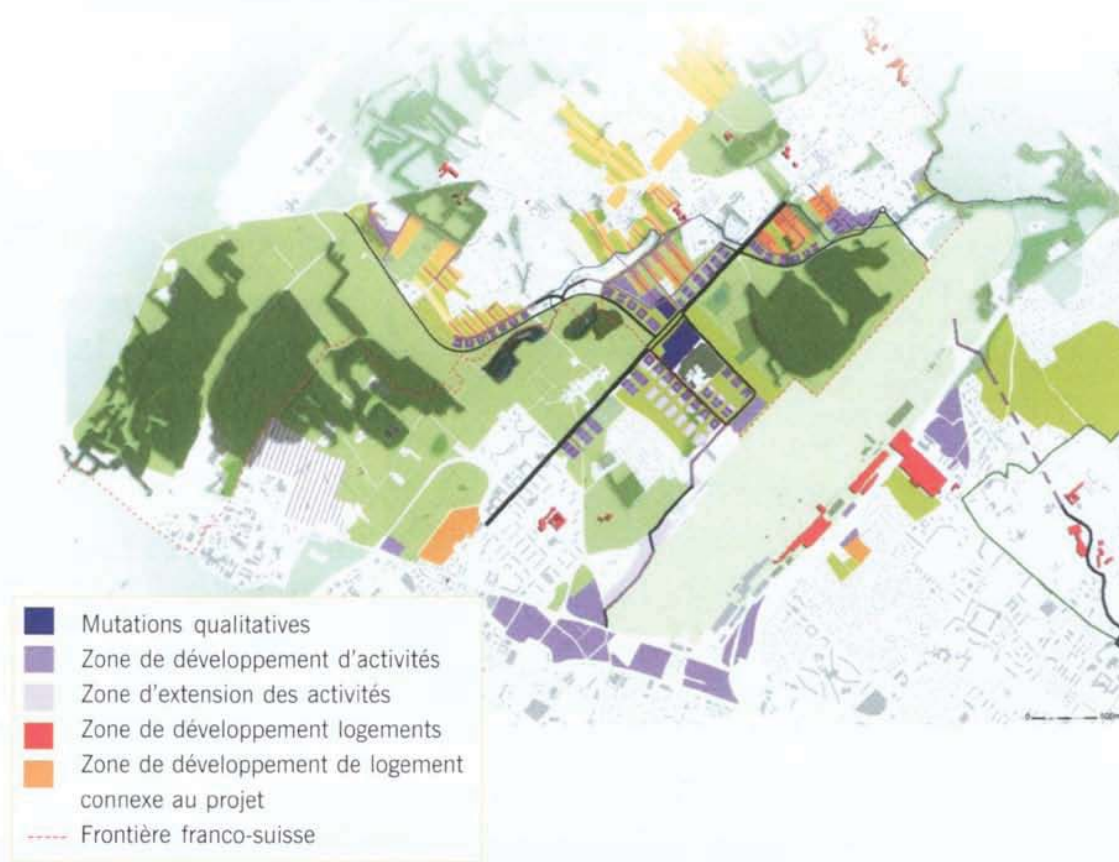 Mutations qualitatives
Zone de développement d'activités
Zone d'extension des activités
Zone de développement logements
Zone de développement de logement
connexe au projet
Frontière franco-suisse
0